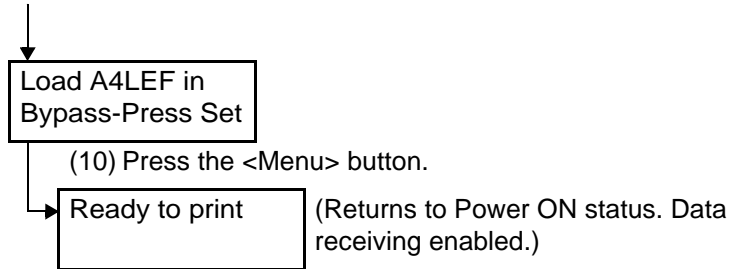 Load A4LEF in
Bypass-Press Set
(10) Press the <Menu> button.
Ready to print
(Returns to Power ON status. Data
receiving enabled.)